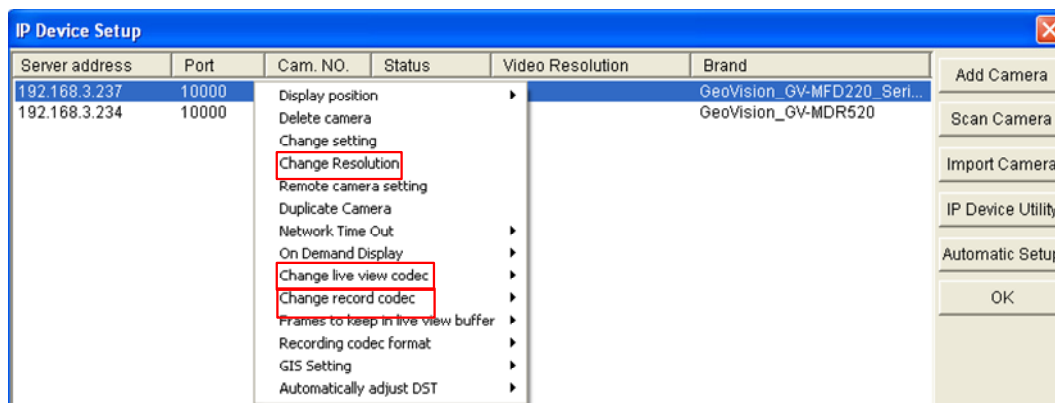 IP Device Setup
Server address Port Cam. NO. Status Video Resolution Brand
192.168.3.237 10000 GeoVision_GV-MFD220_Seri...
192.168.3.234 10000 GeoVision_GV-MDR520
Display position
Delete camera
Change setting
Change Resolution
Remote camera setting
Duplicate Camera
Network Time Out
On Demand Display
Change live view codec
Change record codec
Frames to keep in live view buffer
Recording codec format
GIS Setting
Automatically adjust DST
Add Camera
Scan Camera
Import Camera
IP Device Utility
Automatic Setup
OK